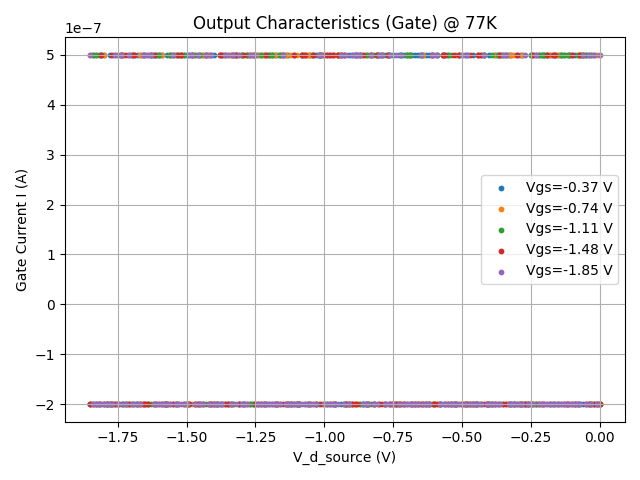 Output Characteristics (Gate) @ 77K
1e−7
5
4
3
2
1
0
−1
−2
Gate Current I (A)
Vgs=-0.37 V
Vgs=-0.74 V
Vgs=-1.11 V
Vgs=-1.48 V
Vgs=-1.85 V
−1.75 −1.50 −1.25 −1.00 −0.75 −0.50 −0.25 0.00
V_d_source (V)